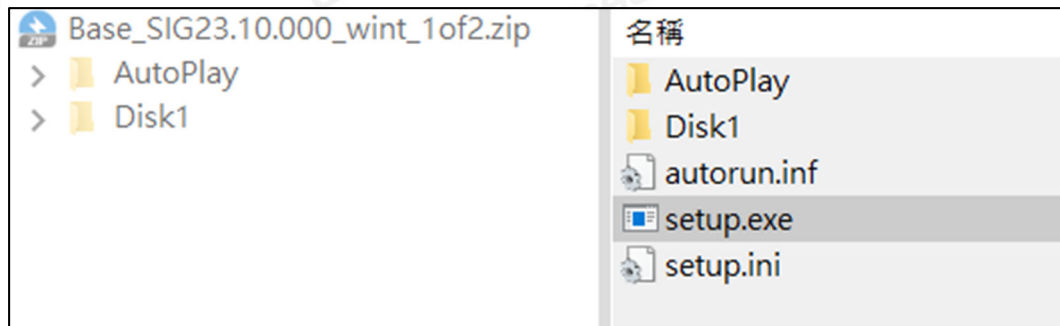 Base_SIG23.10.000_wint_1of2.zip
AutoPlay
Disk1
名稱
AutoPlay
Disk1
autorun.inf
setup.exe
setup.ini